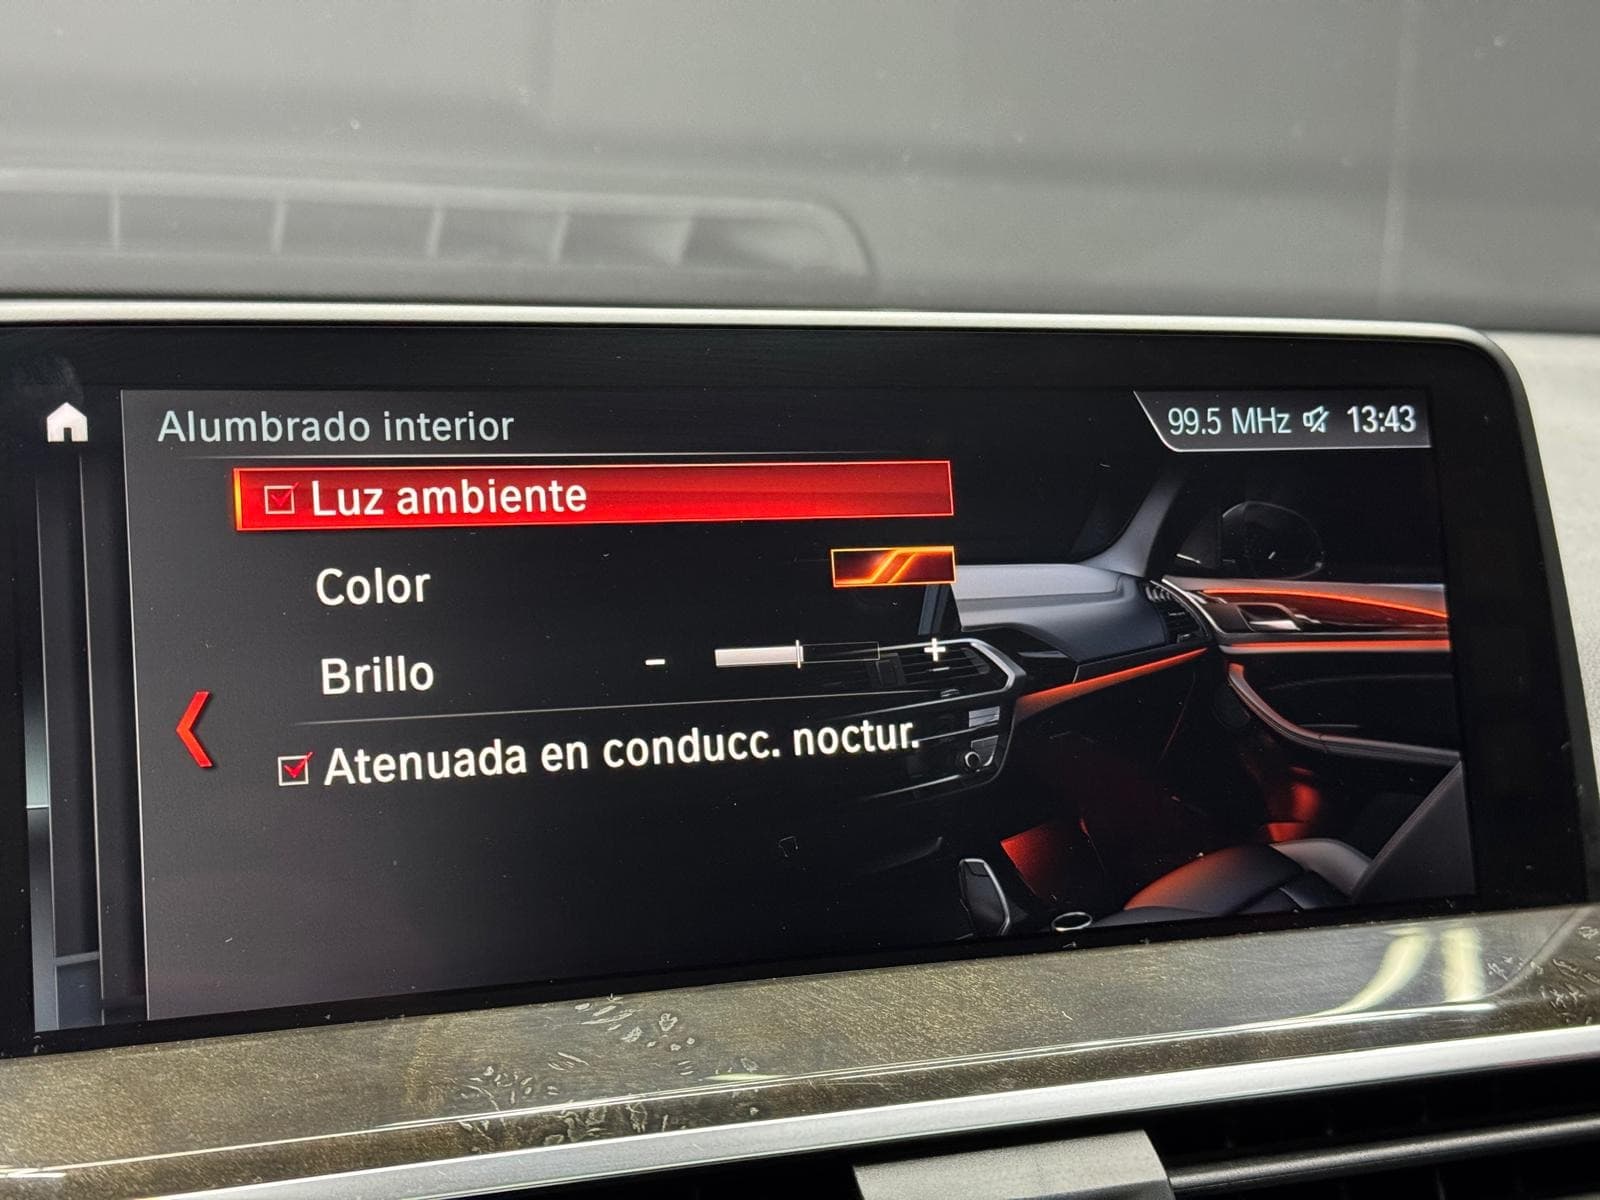 Alumbrado interior
99.5 MHz 13:43
Luz ambiente
Color
Brillo - +
Atenuada en conducc. noctur.